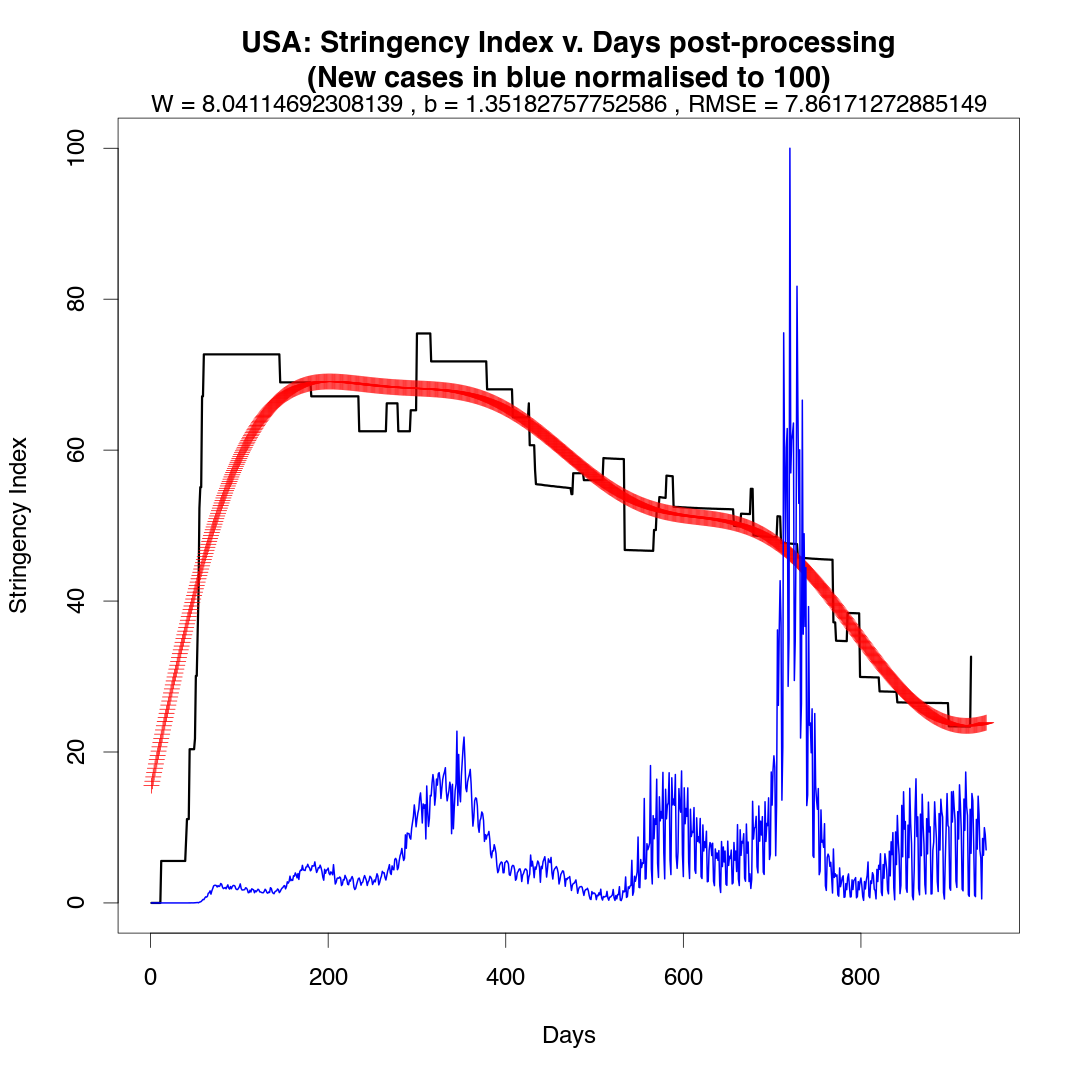 USA: Stringency Index v. Days post-processing
(New cases in blue normalised to 100)
W = 8.04114692308139 , b = 1.35182757752586 , RMSE = 7.86171272885149
100
80
60
40
20
0
Stringency Index
0 200 400 600 800
Days